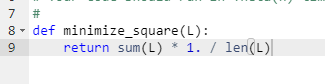 7 #
8 def minimize_square(L):
9 return sum(L) * 1. / len(L)